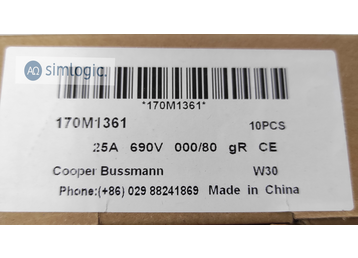 AQ simlogic.
*170M1361*
170M1361 10PCS
25A 690V 000/80 gR CE
Cooper Bussmann W30
Phone:(+86) 029 88241869 Made in China